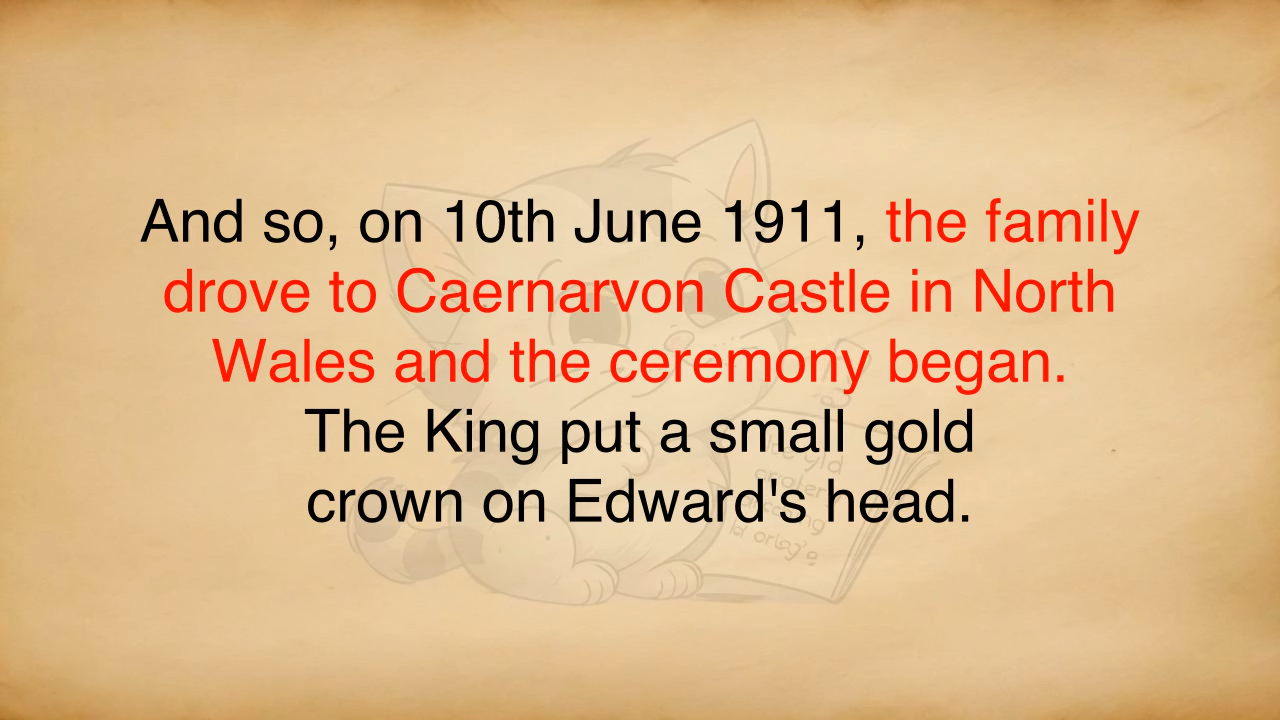 And so, on 10th June 1911, the family
drove to Caernarvon Castle in North
Wales and the ceremony began.
The King put a small gold
crown on Edward's head.